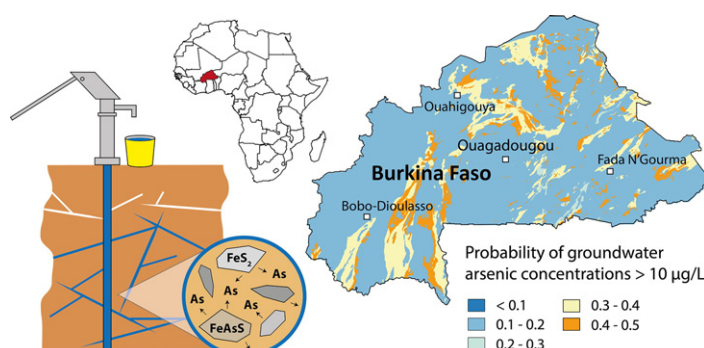 Ouahigouya
Ouagadougou
Fada N'Gourma
Burkina Faso
Bobo-Dioulasso
FeS₂
As
As
As
As
FeAsS
Probability of groundwater
arsenic concentrations > 10 µg/L
< 0.1
0.1 - 0.2
0.2 - 0.3
0.3 - 0.4
0.4 - 0.5